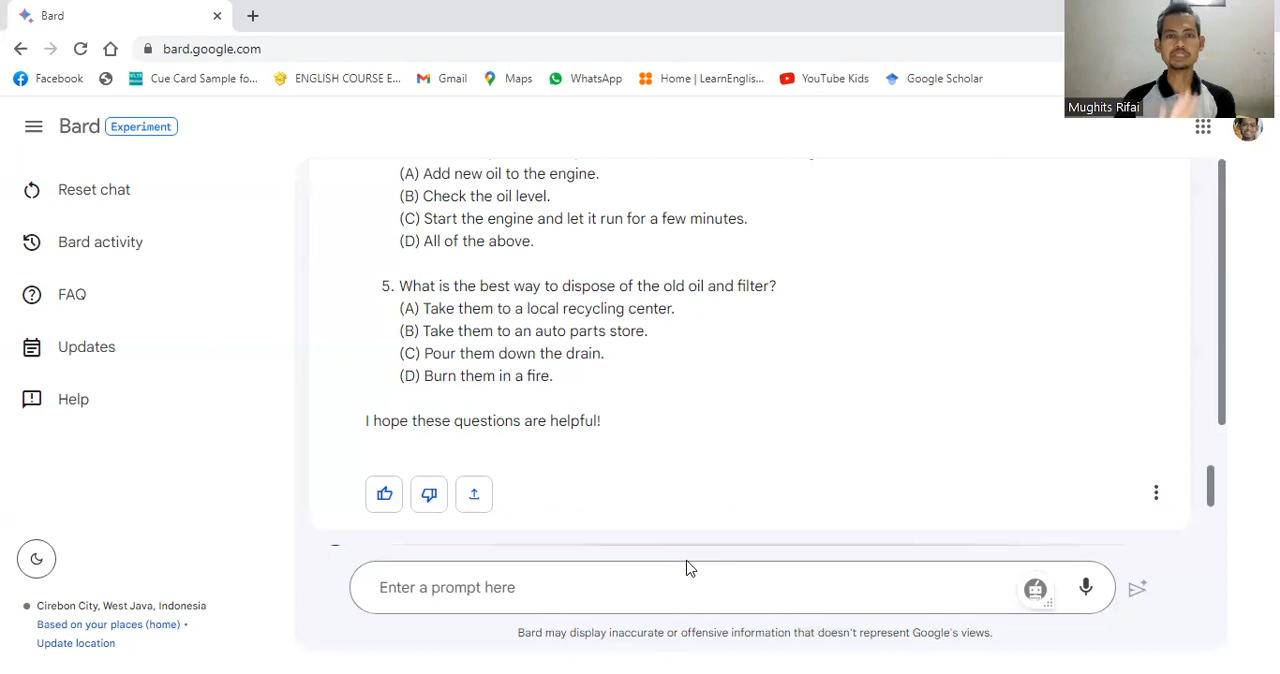 Bard
bard.google.com
Facebook
Cue Card Sample fo...
ENGLISH COURSE E...
Gmail
Maps
WhatsApp
Home | LearnEnglis...
YouTube Kids
Google Scholar
Mughits Rifai
Bard Experiment
Reset chat
Bard activity
FAQ
Updates
Help
(A) Add new oil to the engine.
(B) Check the oil level.
(C) Start the engine and let it run for a few minutes.
(D) All of the above.
5. What is the best way to dispose of the old oil and filter?
(A) Take them to a local recycling center.
(B) Take them to an auto parts store.
(C) Pour them down the drain.
(D) Burn them in a fire.
I hope these questions are helpful!
Enter a prompt here
Bard may display inaccurate or offensive information that doesn't represent Google's views.
Cirebon City, West Java, Indonesia
Based on your places (home) •
Update location